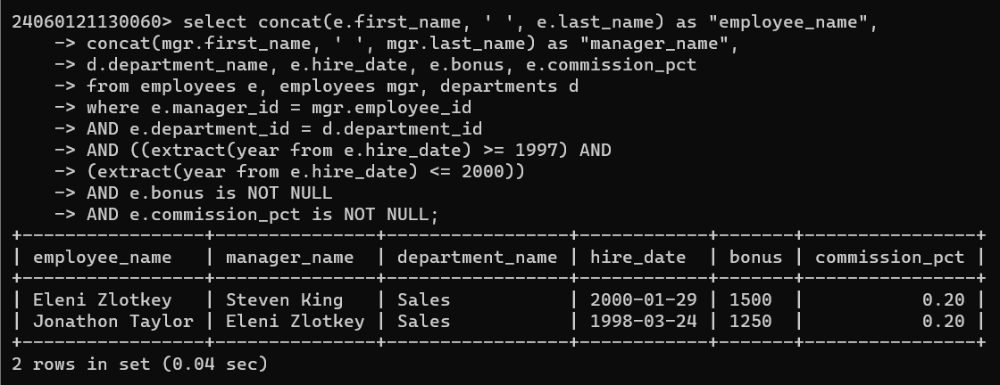 24060121130060> select concat(e.first_name, ' ', e.last_name) as "employee_name",
    -> concat(mgr.first_name, ' ', mgr.last_name) as "manager_name",
    -> d.department_name, e.hire_date, e.bonus, e.commission_pct
    -> from employees e, employees mgr, departments d
    -> where e.manager_id = mgr.employee_id
    -> AND e.department_id = d.department_id
    -> AND ((extract(year from e.hire_date) >= 1997) AND
    -> (extract(year from e.hire_date) <= 2000))
    -> AND e.bonus is NOT NULL
    -> AND e.commission_pct is NOT NULL;
+-----------------+----------------+-----------------+------------+-------+----------------+
| employee_name   | manager_name   | department_name | hire_date  | bonus | commission_pct |
+-----------------+----------------+-----------------+------------+-------+----------------+
| Eleni Zlotkey   | Steven King    | Sales           | 2000-01-29 | 1500  |           0.20 |
| Jonathon Taylor | Eleni Zlotkey | Sales           | 1998-03-24 | 1250  |           0.20 |
+-----------------+----------------+-----------------+------------+-------+----------------+
2 rows in set (0.04 sec)